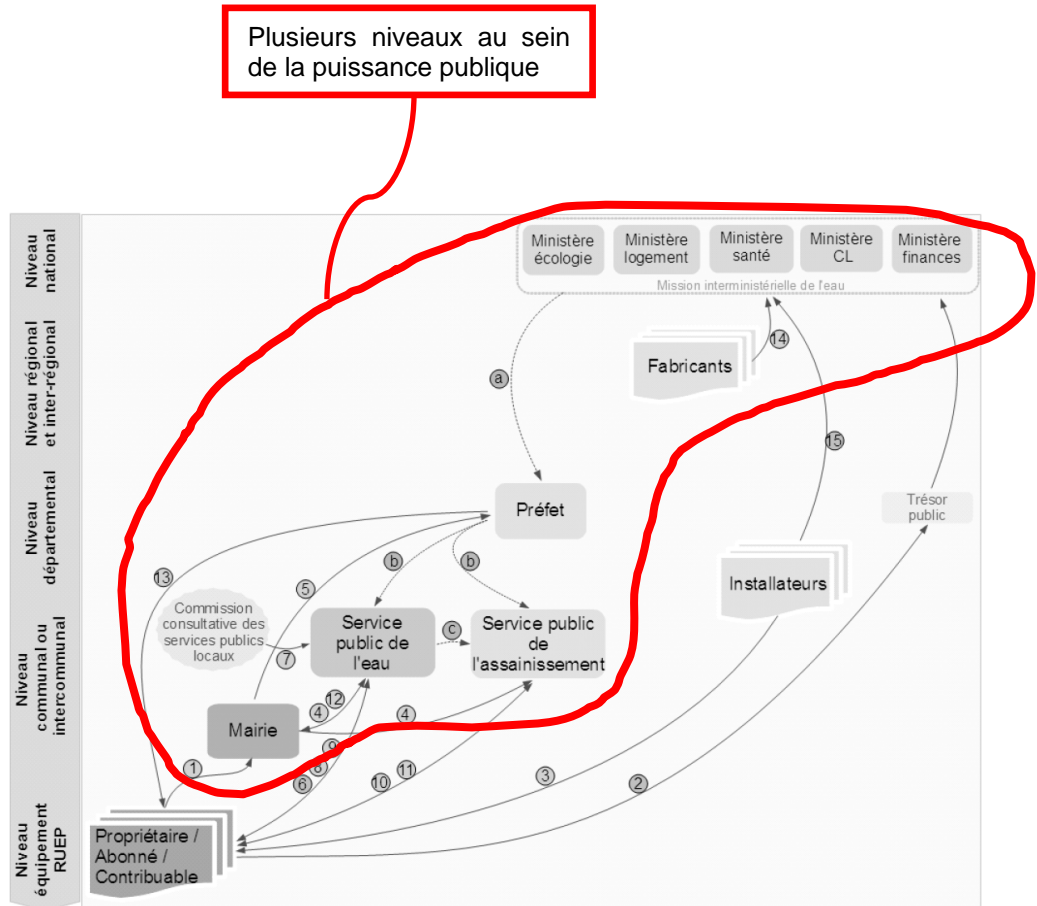 Plusieurs niveaux au sein
de la puissance publique
Niveau
national
Ministère
écologie
Ministère
logement
Ministère
santé
Ministère
CL
Ministère
finances
Mission interministérielle de l'eau
Niveau régional
et inter-régional
Fabricants
14
a
15
Niveau
départemental
Préfet
Trésor
public
13
5
b
b
Installateurs
Niveau
communal ou
intercommunal
Commission
consultative des
services publics
locaux
7
Service
public de
l'eau
c
Service public
de
l'assainissement
12
4
4
Mairie
1
9
8
6
10
11
3
2
Niveau
équipement
RUEP
Propriétaire /
Abonné /
Contribuable